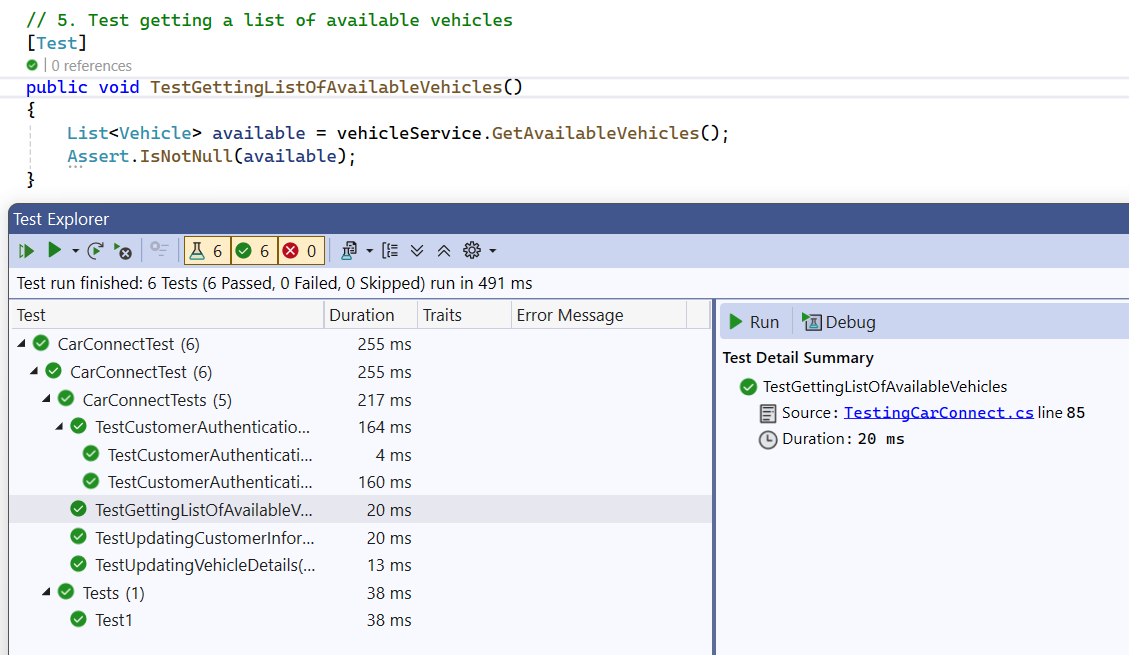 // 5. Test getting a list of available vehicles
[Test]
| 0 references
public void TestGettingListOfAvailableVehicles()
{
List<Vehicle> available = vehicleService.GetAvailableVehicles();
Assert.IsNotNull(available);
}
Test Explorer
6 6 0
Test run finished: 6 Tests (6 Passed, 0 Failed, 0 Skipped) run in 491 ms
Test Duration Traits Error Message
CarConnectTest (6) 255 ms
CarConnectTest (6) 255 ms
CarConnectTests (5) 217 ms
TestCustomerAuthenticatio... 164 ms
TestCustomerAuthenticati... 4 ms
TestCustomerAuthenticati... 160 ms
TestGettingListOfAvailableV... 20 ms
TestUpdatingCustomerInfor... 20 ms
TestUpdatingVehicleDetails(... 13 ms
Tests (1) 38 ms
Test1 38 ms
Run Debug
Test Detail Summary
TestGettingListOfAvailableVehicles
Source: TestingCarConnect.cs line 85
Duration: 20 ms